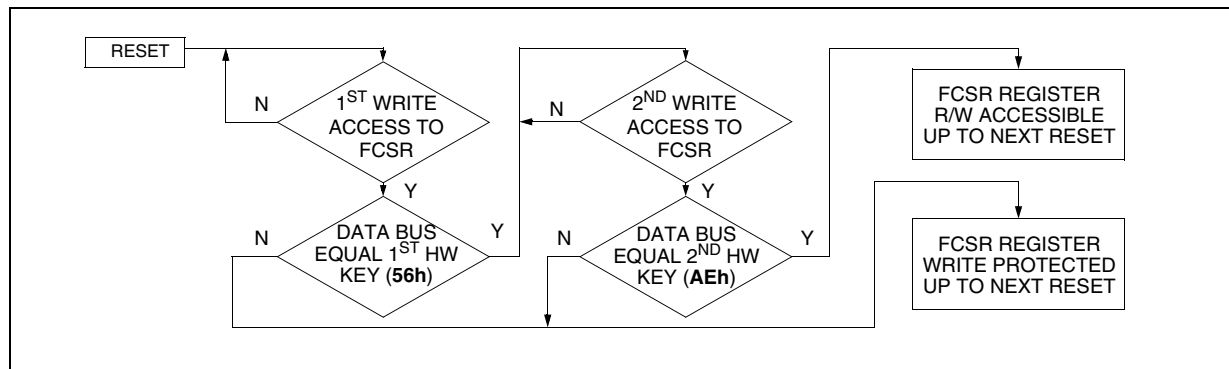 RESET
N
1ST WRITE
ACCESS TO
FCSR
Y
N
DATA BUS
EQUAL 1ST HW
KEY (56h)
Y
N
2ND WRITE
ACCESS TO
FCSR
Y
N
DATA BUS
EQUAL 2ND HW
KEY (AEh)
Y
FCSR REGISTER
R/W ACCESSIBLE
UP TO NEXT RESET
FCSR REGISTER
WRITE PROTECTED
UP TO NEXT RESET